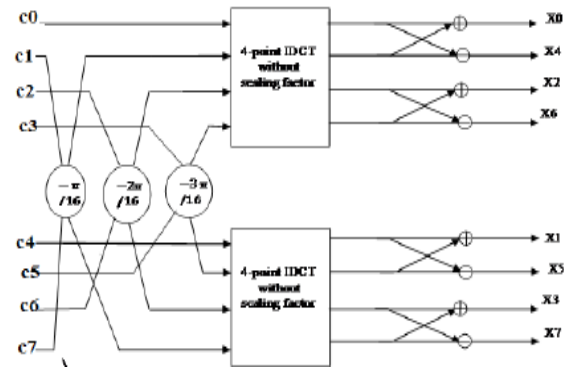 c0
c1
c2
c3
c4
c5
c6
c7
−π
/16
−2π
/16
−3π
/16
4-point IDCT
without
scaling factor
4-point IDCT
without
scaling factor
X0
X4
X2
X6
X1
X5
X3
X7